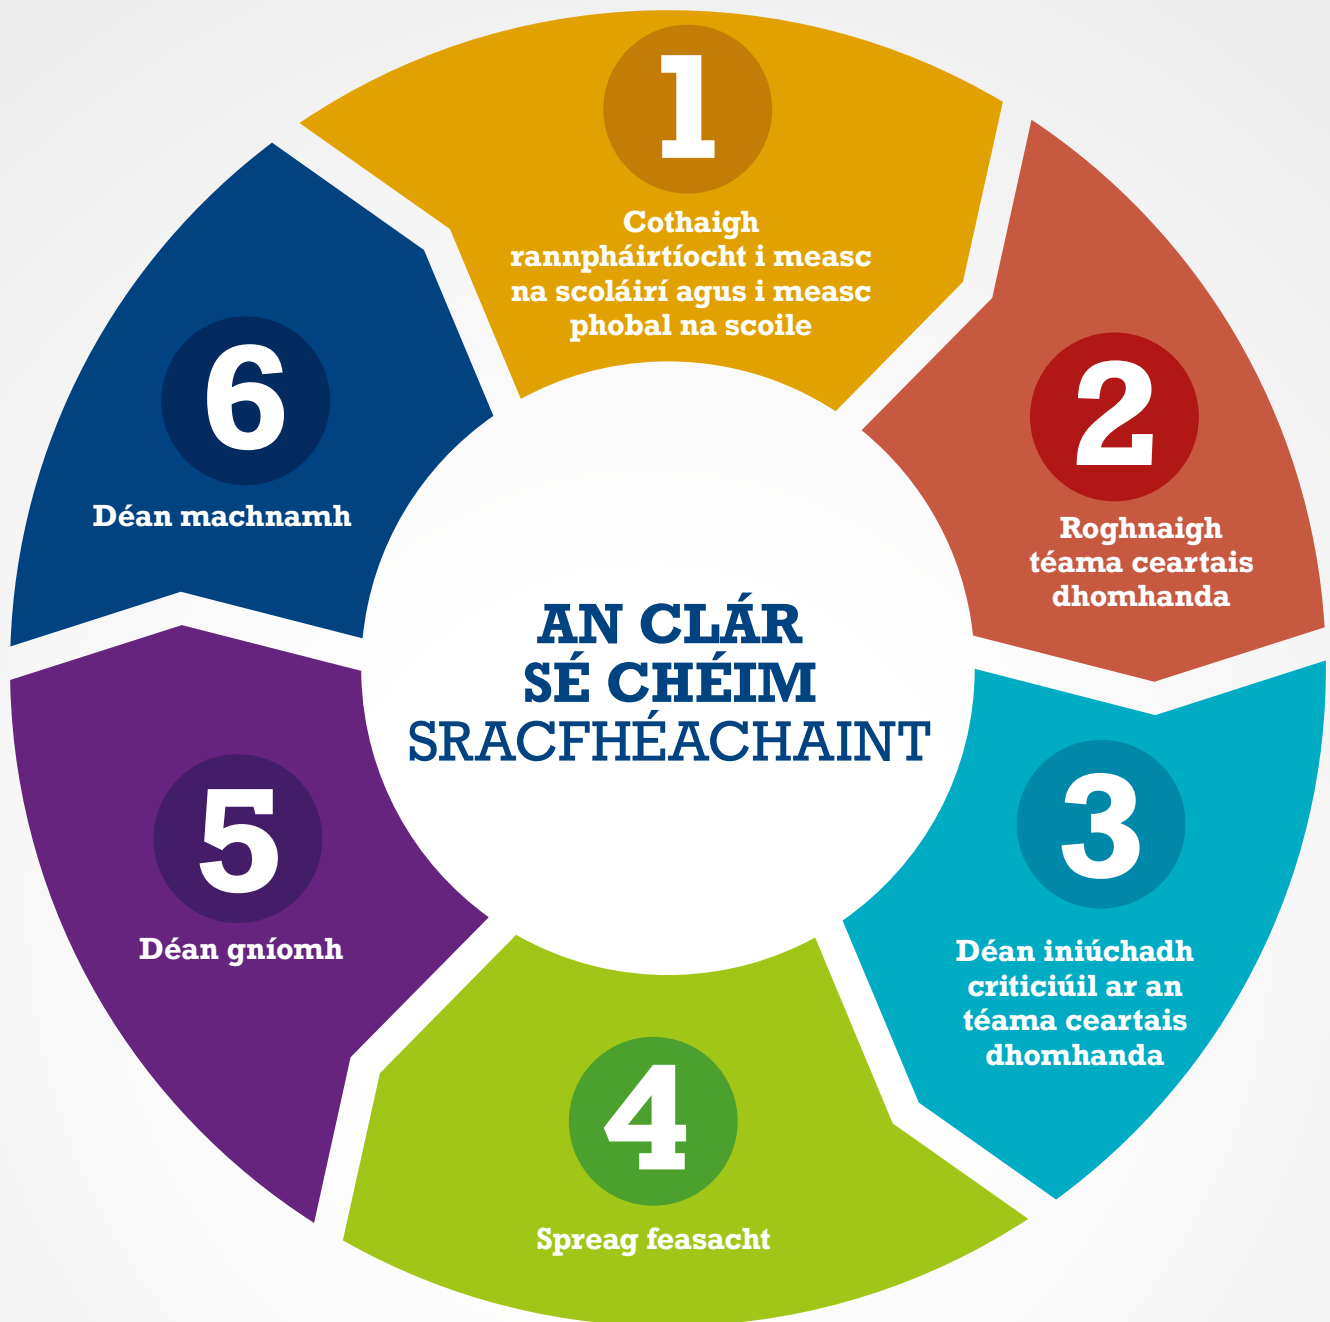 AN CLÁR
SÉ CHÉIM
SRACFHÉACHAINT
1
Cothaigh
rannpháirtíocht i measc
na scoláirí agus i measc
phobal na scoile
2
Roghnaigh
téama ceartais
dhomhanda
3
Déan iniúchadh
criticiúil ar an
téama ceartais
dhomhanda
4
Spreag feasacht
5
Déan gníomh
6
Déan machnamh